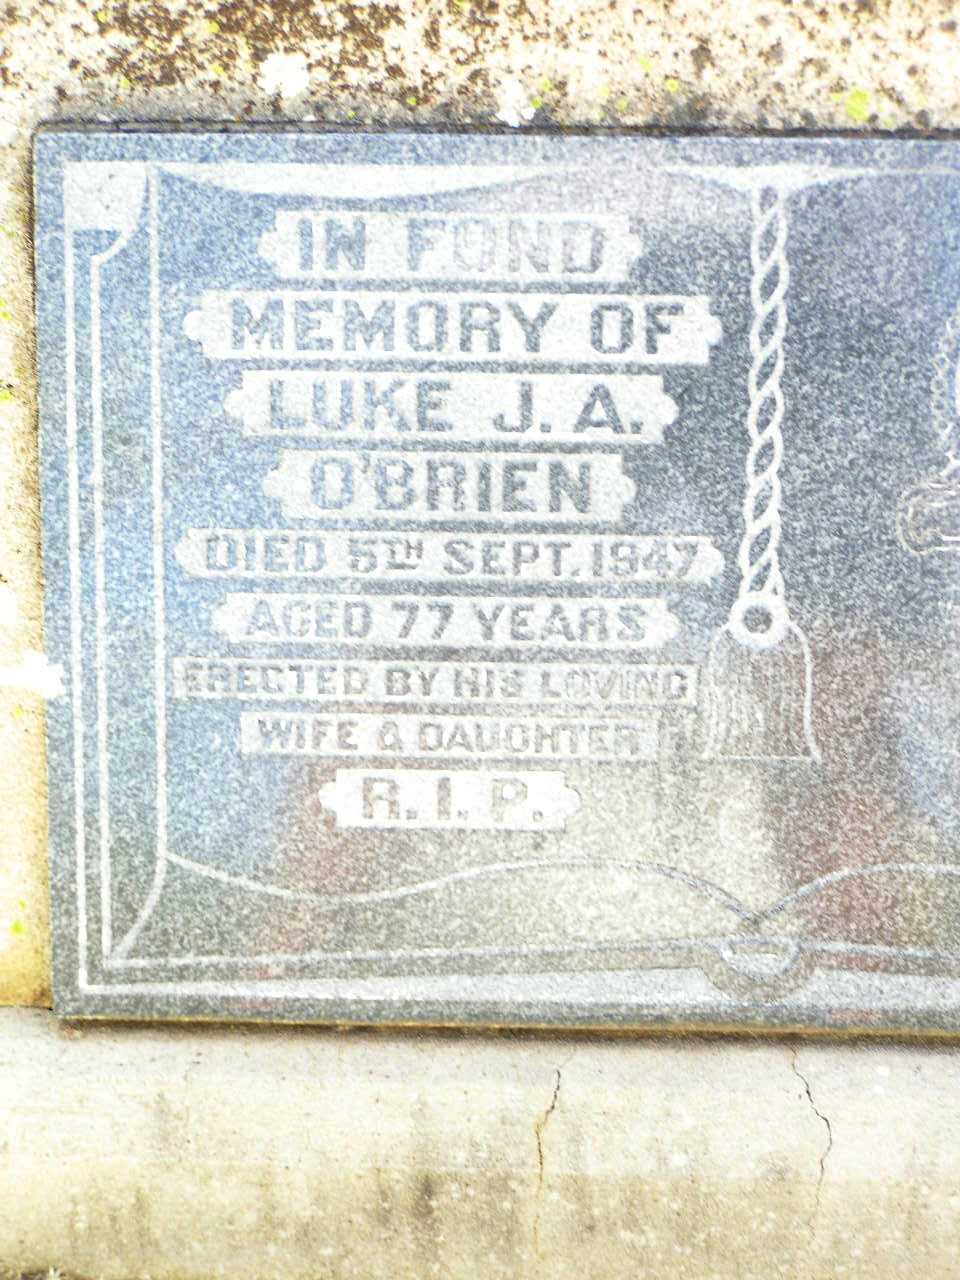 IN FOND
MEMORY OF
LUKE J. A.
O'BRIEN
DIED 5TH SEPT. 1947
AGED 77 YEARS
ERECTED BY HIS LOVING
WIFE & DAUGHTER
R. I. P.